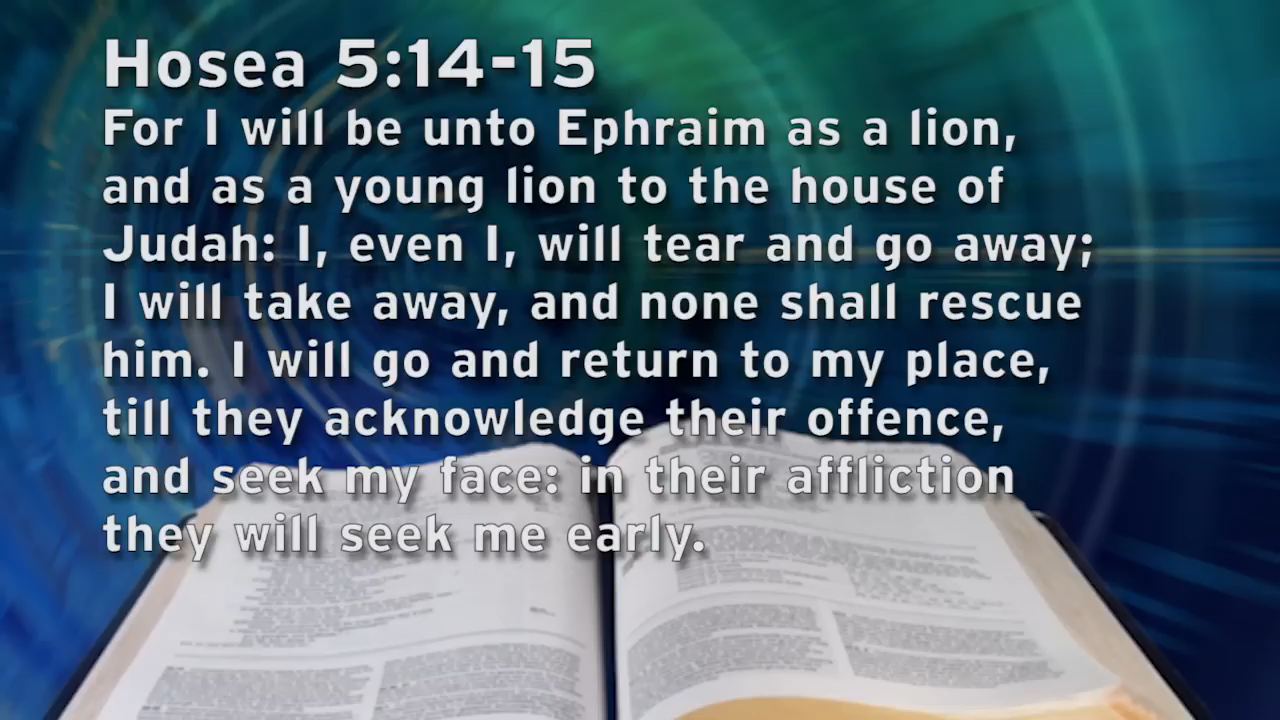 Hosea 5:14-15
For I will be unto Ephraim as a lion,
and as a young lion to the house of
Judah: I, even I, will tear and go away;
I will take away, and none shall rescue
him. I will go and return to my place,
till they acknowledge their offence,
and seek my face: in their affliction
they will seek me early.